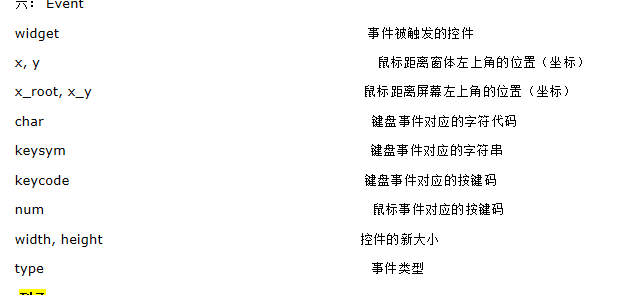 六: Event
widget 事件被触发的控件
x, y 鼠标距离窗体左上角的位置（坐标）
x_root, x_y 鼠标距离屏幕左上角的位置（坐标）
char 键盘事件对应的字符代码
keysym 键盘事件对应的字符串
keycode 键盘事件对应的按键码
num 鼠标事件对应的按键码
width, height 控件的新大小
type 事件类型